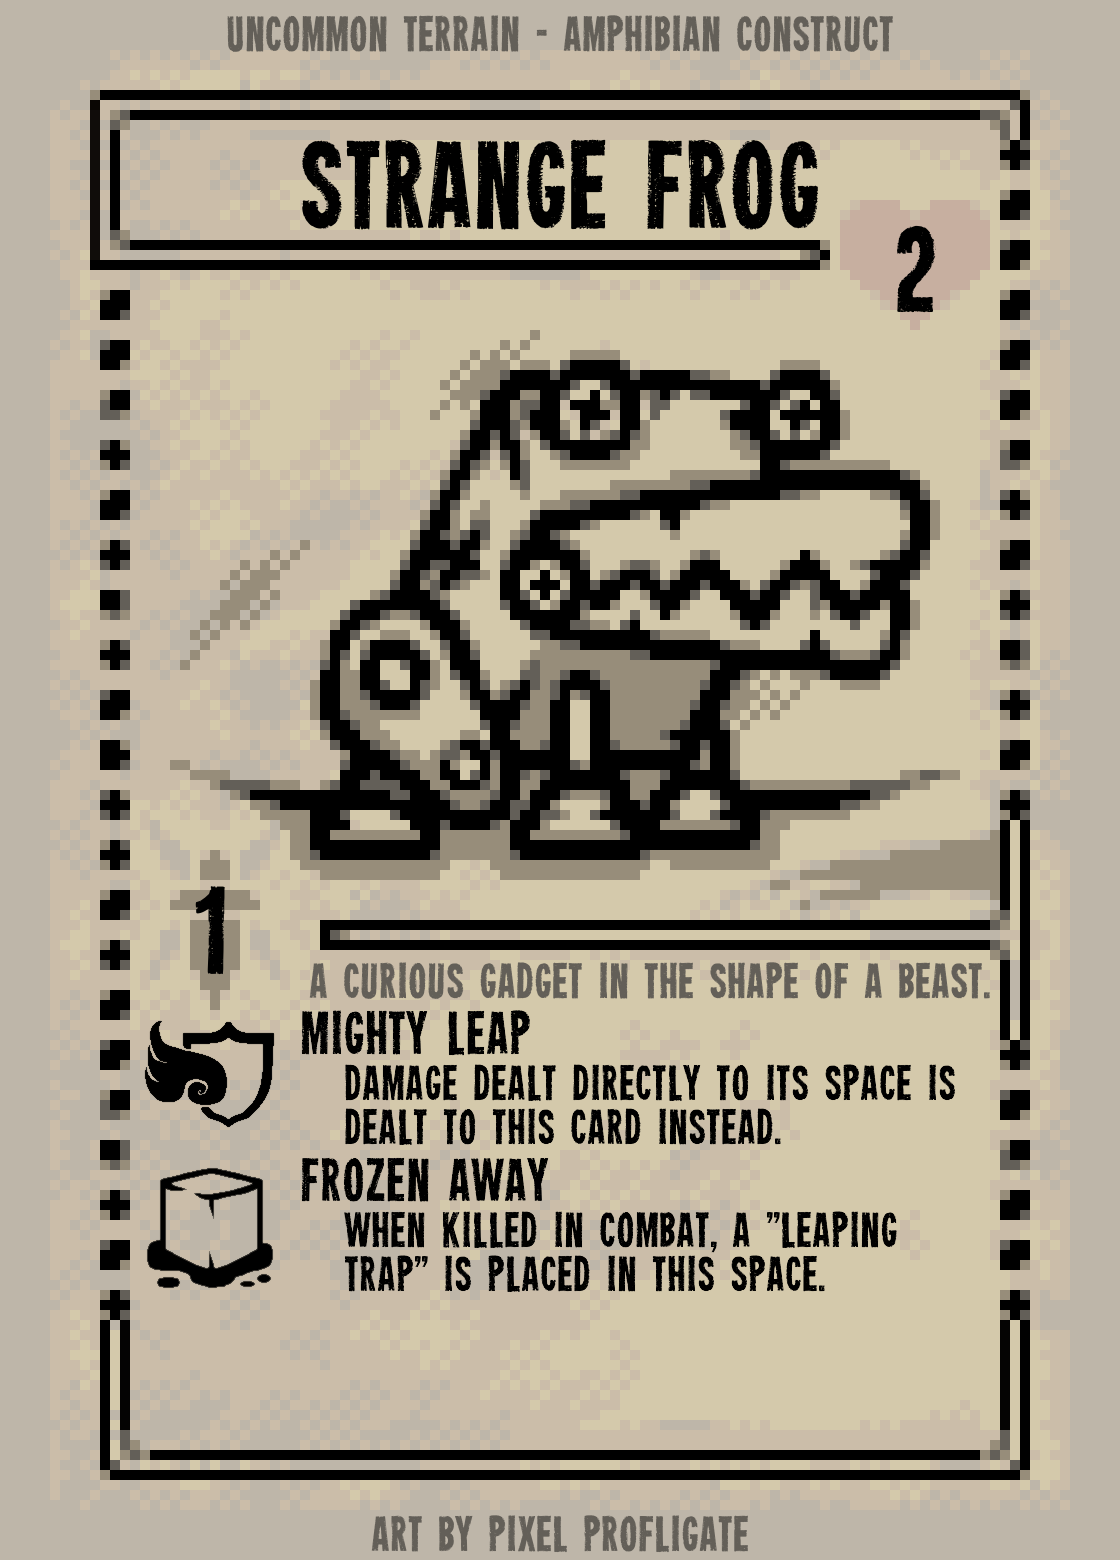 UNCOMMON TERRAIN - AMPHIBIAN CONSTRUCT
STRANGE FROG
2
1
A CURIOUS GADGET IN THE SHAPE OF A BEAST.
MIGHTY LEAP
DAMAGE DEALT DIRECTLY TO ITS SPACE IS
DEALT TO THIS CARD INSTEAD.
FROZEN AWAY
WHEN KILLED IN COMBAT, A "LEAPING
TRAP" IS PLACED IN THIS SPACE.
ART BY PIXEL PROFLIGATE